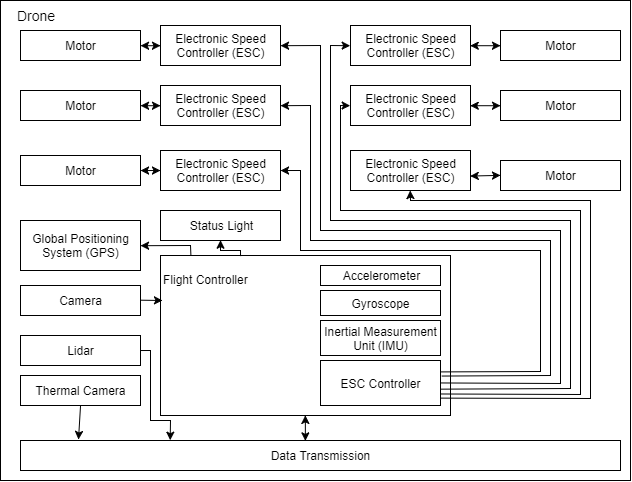 Drone
Motor
Electronic Speed
Controller (ESC)
Electronic Speed
Controller (ESC)
Motor
Motor
Electronic Speed
Controller (ESC)
Electronic Speed
Controller (ESC)
Motor
Motor
Electronic Speed
Controller (ESC)
Electronic Speed
Controller (ESC)
Motor
Global Positioning
System (GPS)
Status Light
Flight Controller
Accelerometer
Camera
Gyroscope
Inertial Measurement
Unit (IMU)
Lidar
Thermal Camera
ESC Controller
Data Transmission